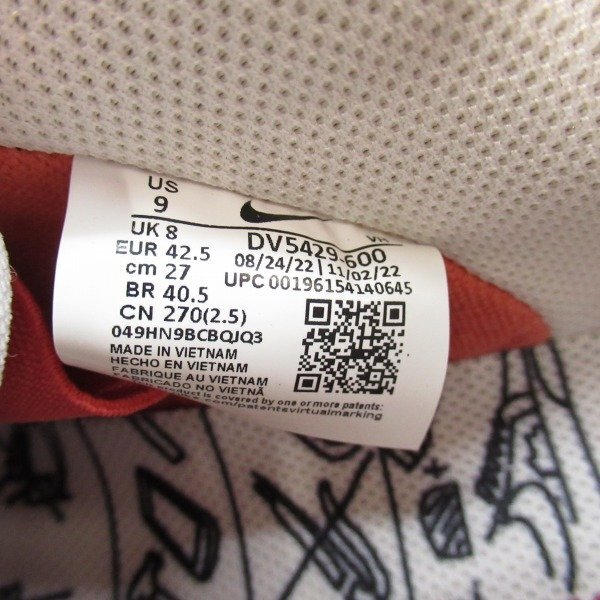 US
9
VN
UK 8
DV5429-600
EUR 42.5
08/24/22 | 11/02/22
cm 27
UPC 00196154140645
BR 40.5
CN 270(2.5)
049HN9BCBQJQ3
MADE IN VIETNAM
HECHO EN VIETNAM
FABRIQUE AU VIETNAM
FABRICADO NO VIETNÃ
product is covered by one or more patents:
.com/patentsvirtualmarking